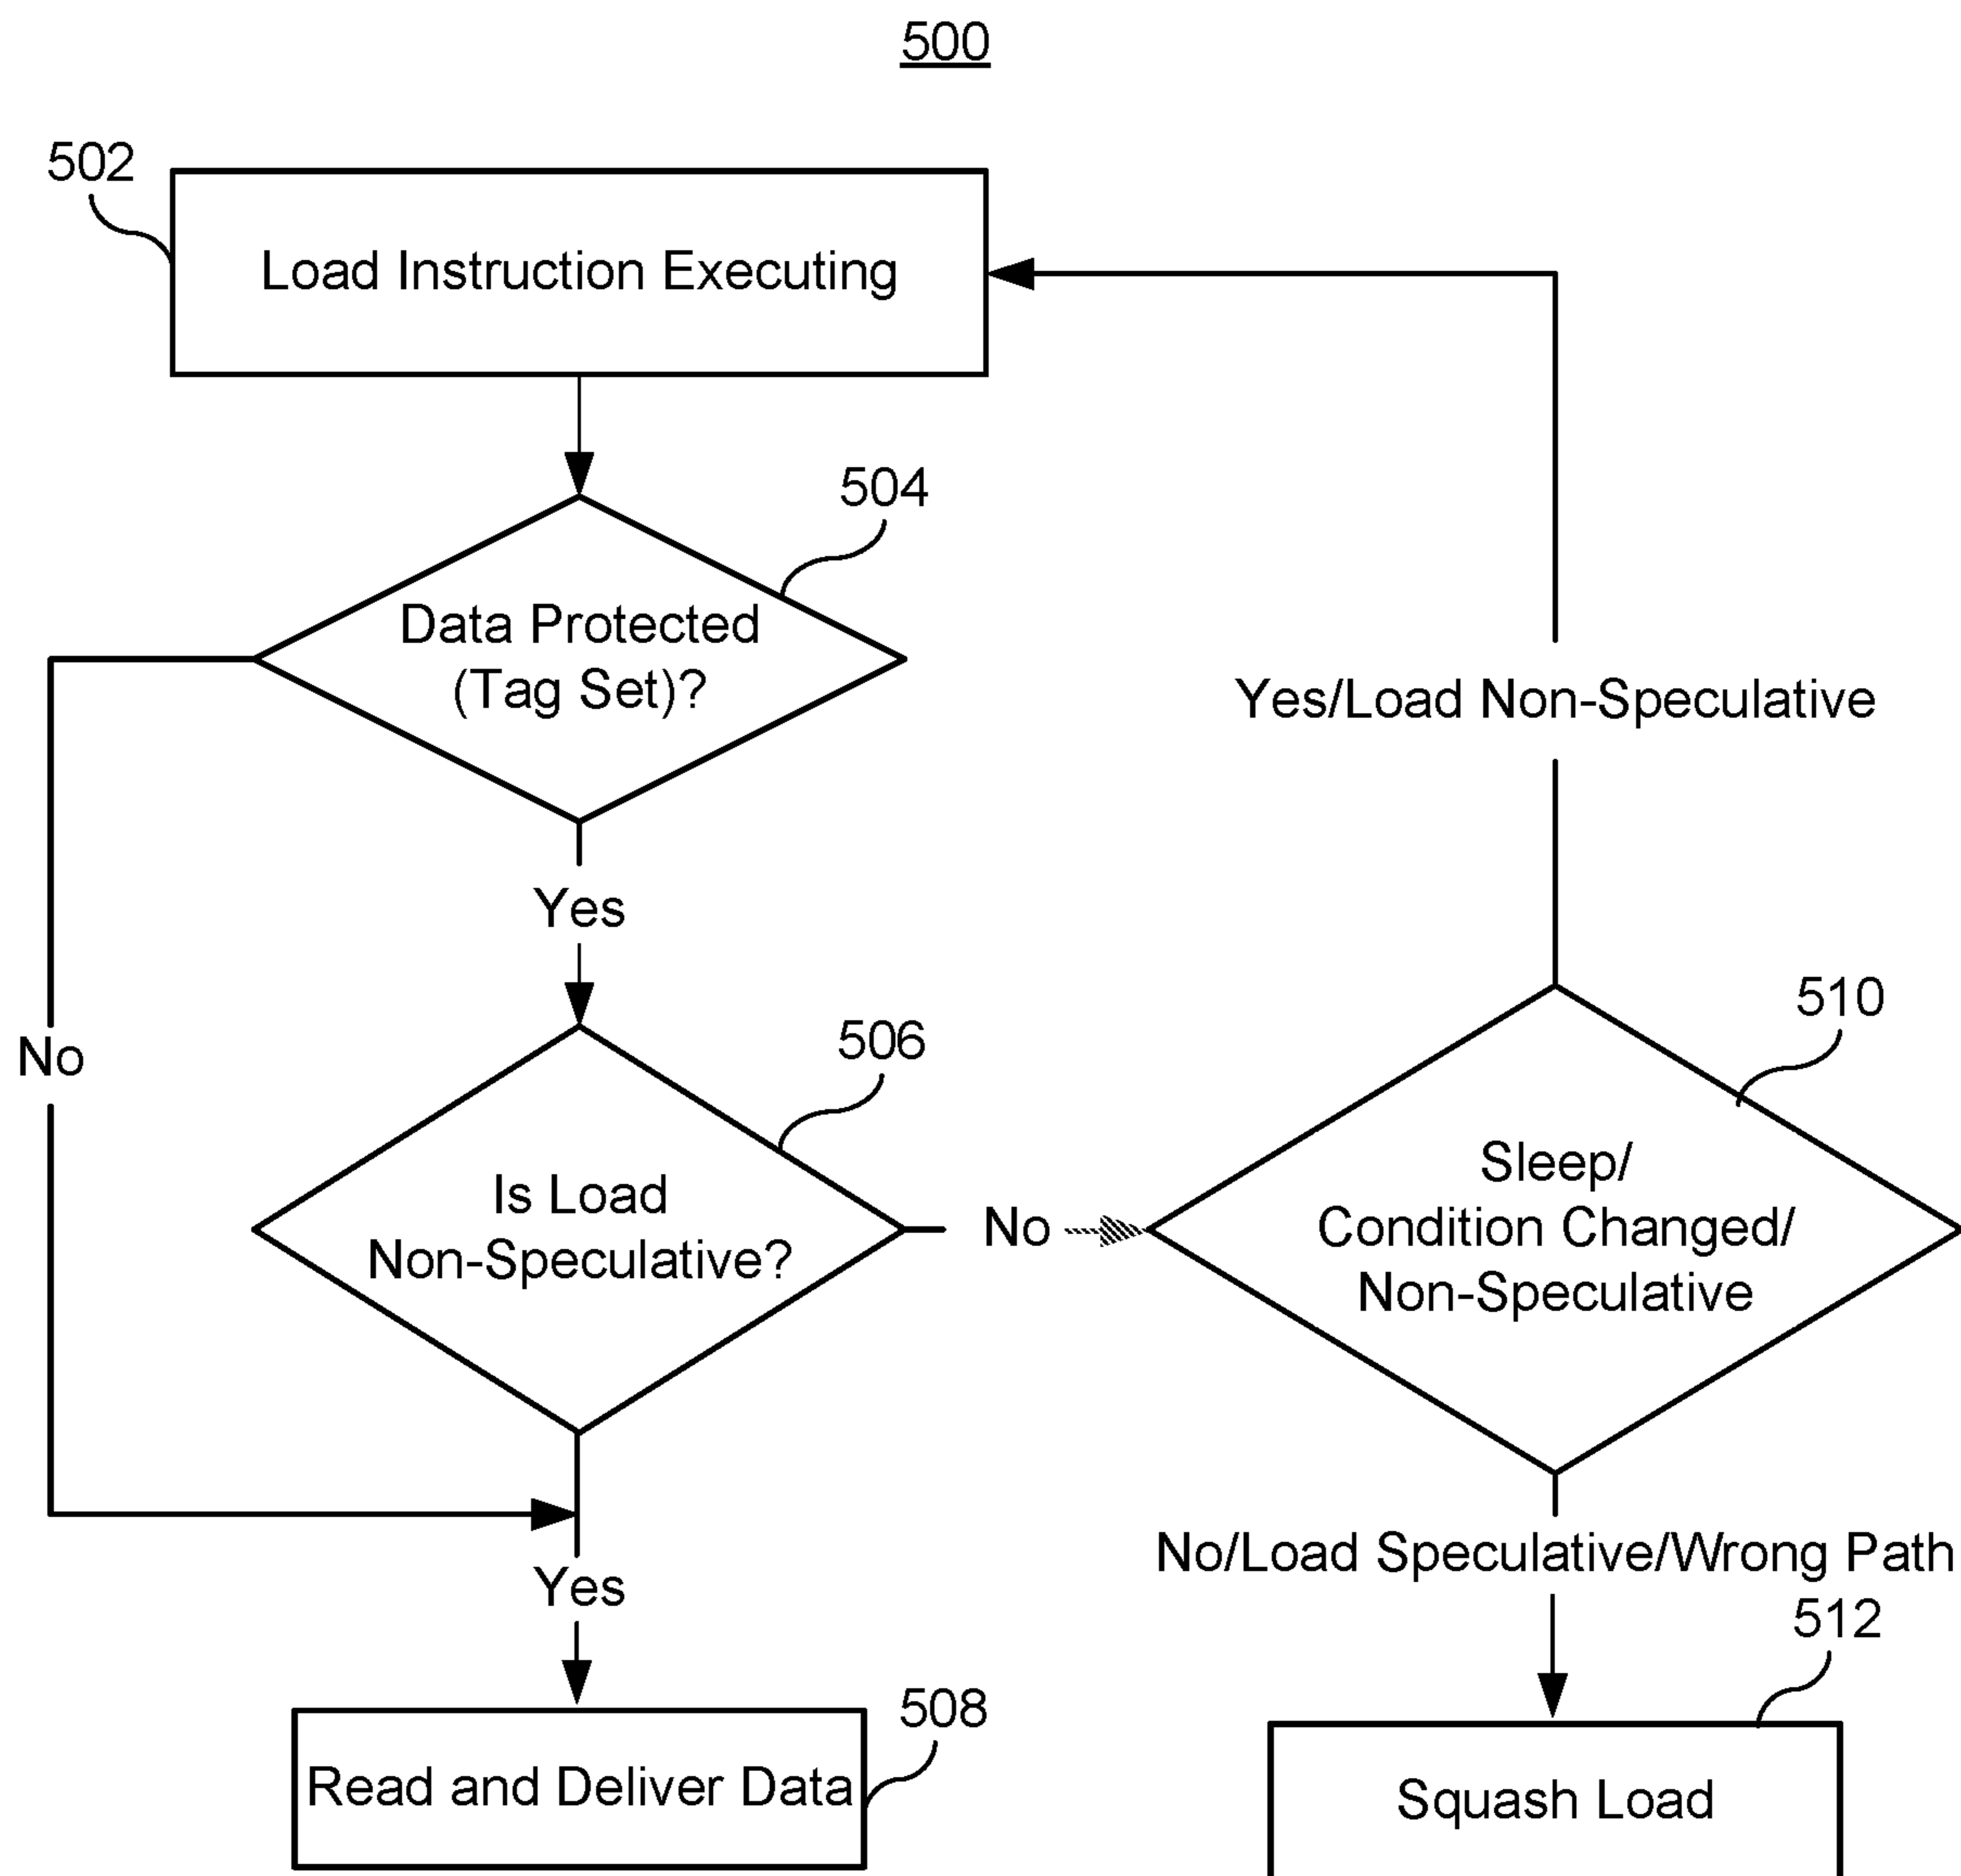 500
502
Load Instruction Executing
504
Data Protected
(Tag Set)?
Yes/Load Non-Speculative
Yes
No
506
510
Is Load
Non-Speculative?
No
Sleep/
Condition Changed/
Non-Speculative
Yes
No/Load Speculative/Wrong Path
512
508
Read and Deliver Data
Squash Load